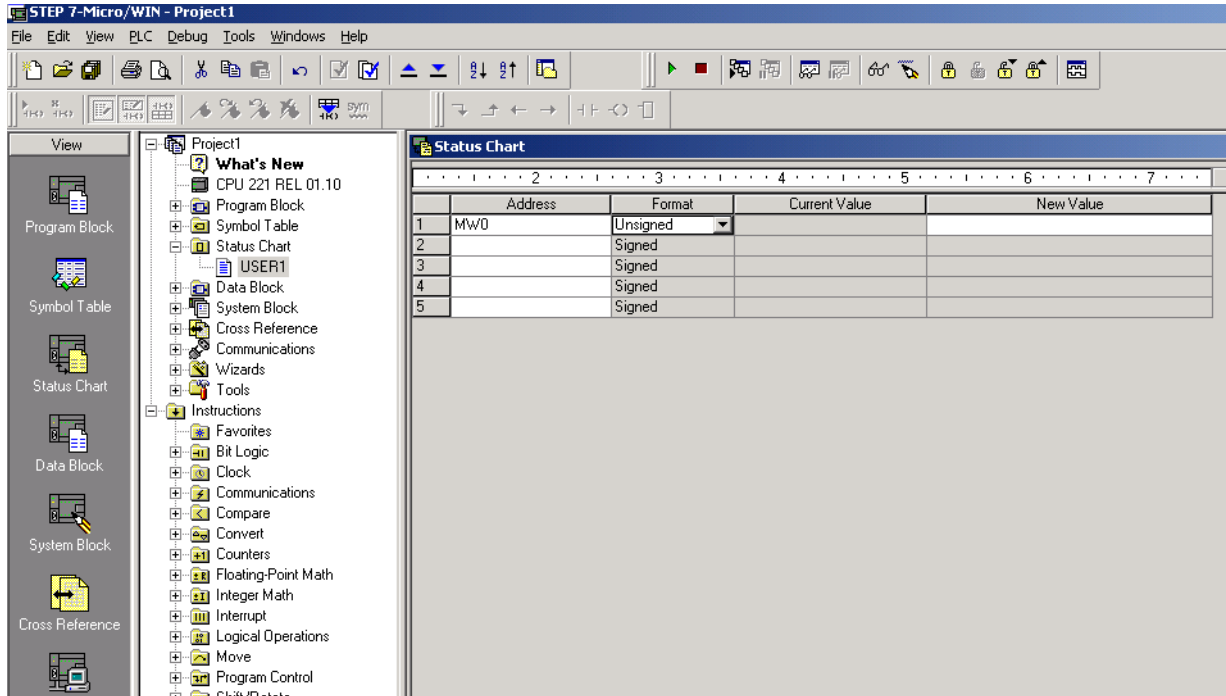 STEP 7-Micro/WIN - Project1
File Edit View PLC Debug Tools Windows Help
sym
View
Program Block
Symbol Table
Status Chart
Data Block
System Block
Cross Reference
Project1
What's New
CPU 221 REL 01.10
Program Block
Symbol Table
Status Chart
USER1
Data Block
System Block
Cross Reference
Communications
Wizards
Tools
Instructions
Favorites
Bit Logic
Clock
Communications
Compare
Convert
Counters
Floating-Point Math
Integer Math
Interrupt
Logical Operations
Move
Program Control
Shift/Rotate
Status Chart
2 3 4 5 6 7
Address Format Current Value New Value
1 MW0 Unsigned
2 Signed
3 Signed
4 Signed
5 Signed